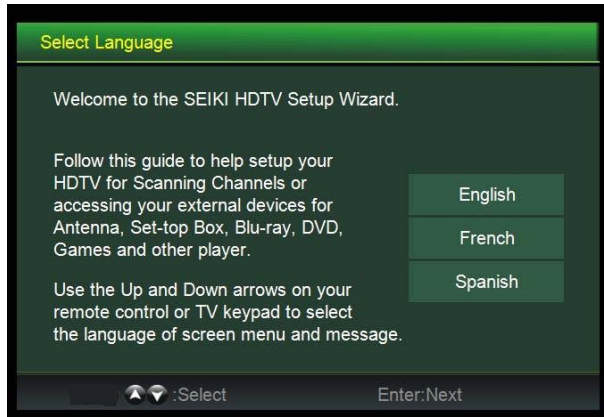 Select Language
Welcome to the SEIKI HDTV Setup Wizard.
Follow this guide to help setup your
HDTV for Scanning Channels or
accessing your external devices for
Antenna, Set-top Box, Blu-ray, DVD,
Games and other player.
Use the Up and Down arrows on your
remote control or TV keypad to select
the language of screen menu and message.
English
French
Spanish
:Select
Enter:Next